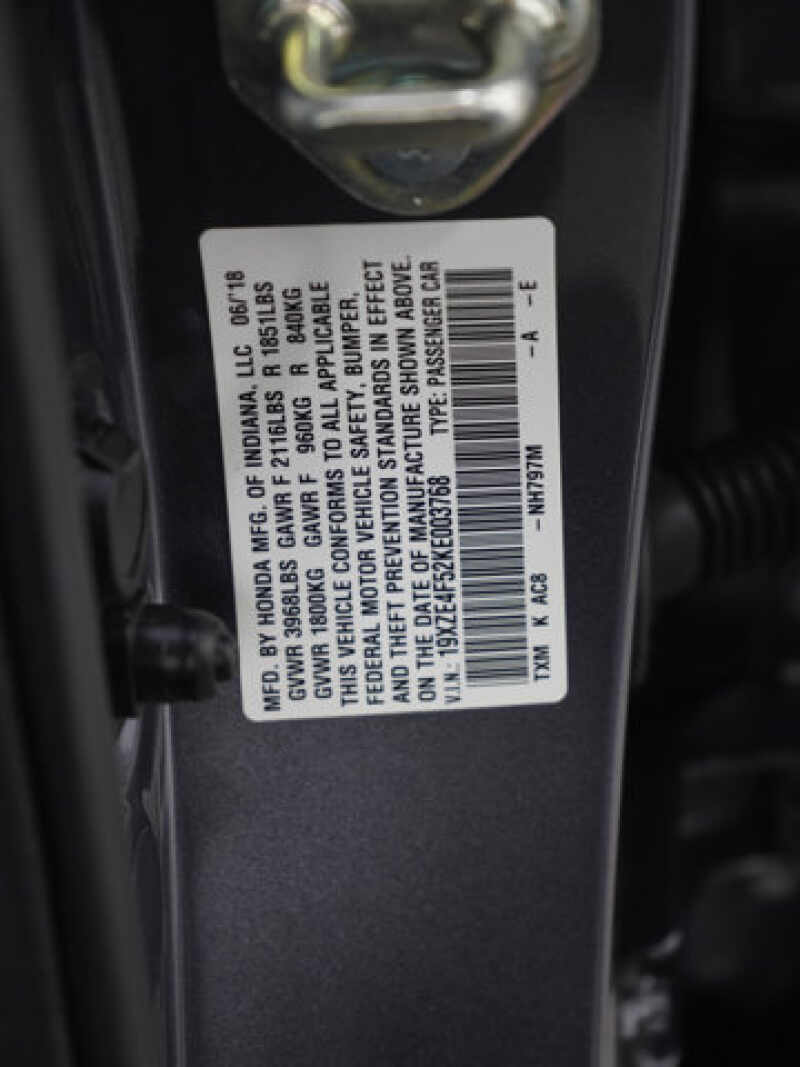 MFD. BY HONDA MFG. OF INDIANA, LLC 06/'18
GVWR 3968LBS GAWR F 2116LBS R 1851LBS
GVWR 1800KG GAWR F 960KG R 840KG
THIS VEHICLE CONFORMS TO ALL APPLICABLE
FEDERAL MOTOR VEHICLE SAFETY, BUMPER,
AND THEFT PREVENTION STANDARDS IN EFFECT
ON THE DATE OF MANUFACTURE SHOWN ABOVE.
V.I.N.: 19XZE4F52KE003768 TYPE: PASSENGER CAR
TXM K AC8 -NH797M -A -E